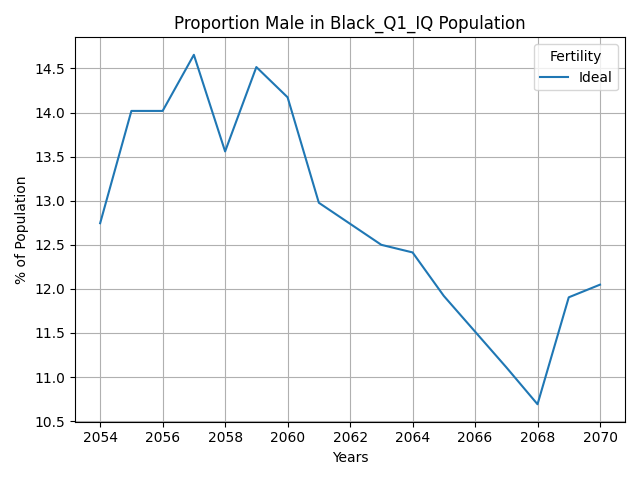 Proportion Male in Black_Q1_IQ Population
Fertility
Ideal
14.5
14.0
13.5
13.0
12.5
12.0
11.5
11.0
10.5
% of Population
2054 2056 2058 2060 2062 2064 2066 2068 2070
Years